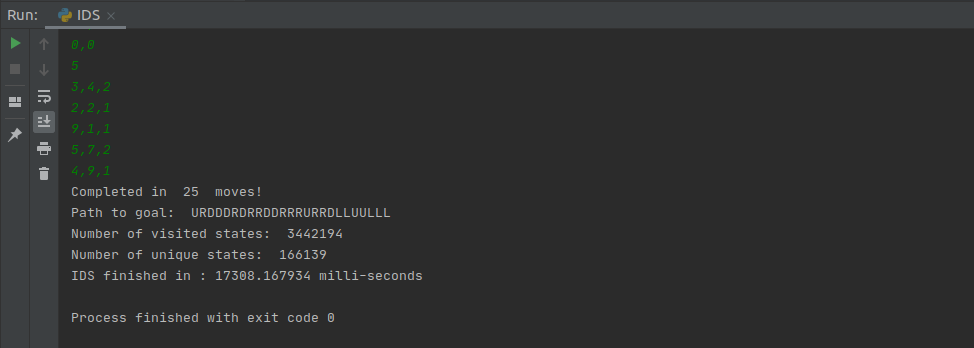 Run: IDS ×
0,0
5
3,4,2
2,2,1
9,1,1
5,7,2
4,9,1
Completed in  25  moves!
Path to goal:  URDDDRDRRDDRRRURRDLLUULLL
Number of visited states:  3442194
Number of unique states:  166139
IDS finished in : 17308.167934 milli-seconds
Process finished with exit code 0